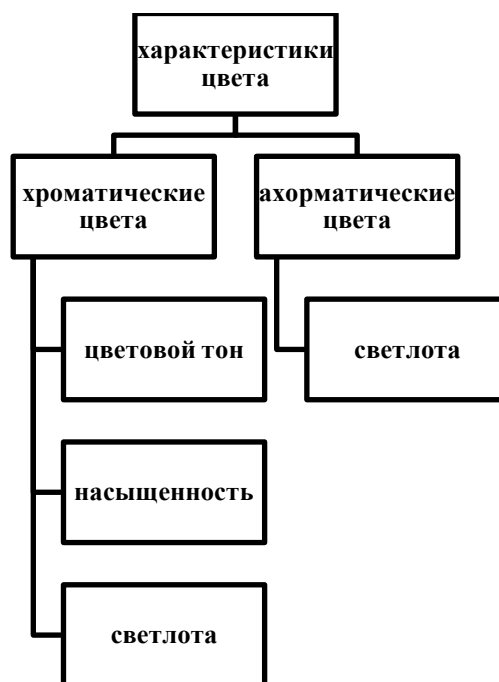 характеристики
цвета
хроматические
цвета
ахорматические
цвета
цветовой тон
светлота
насыщенность
светлота